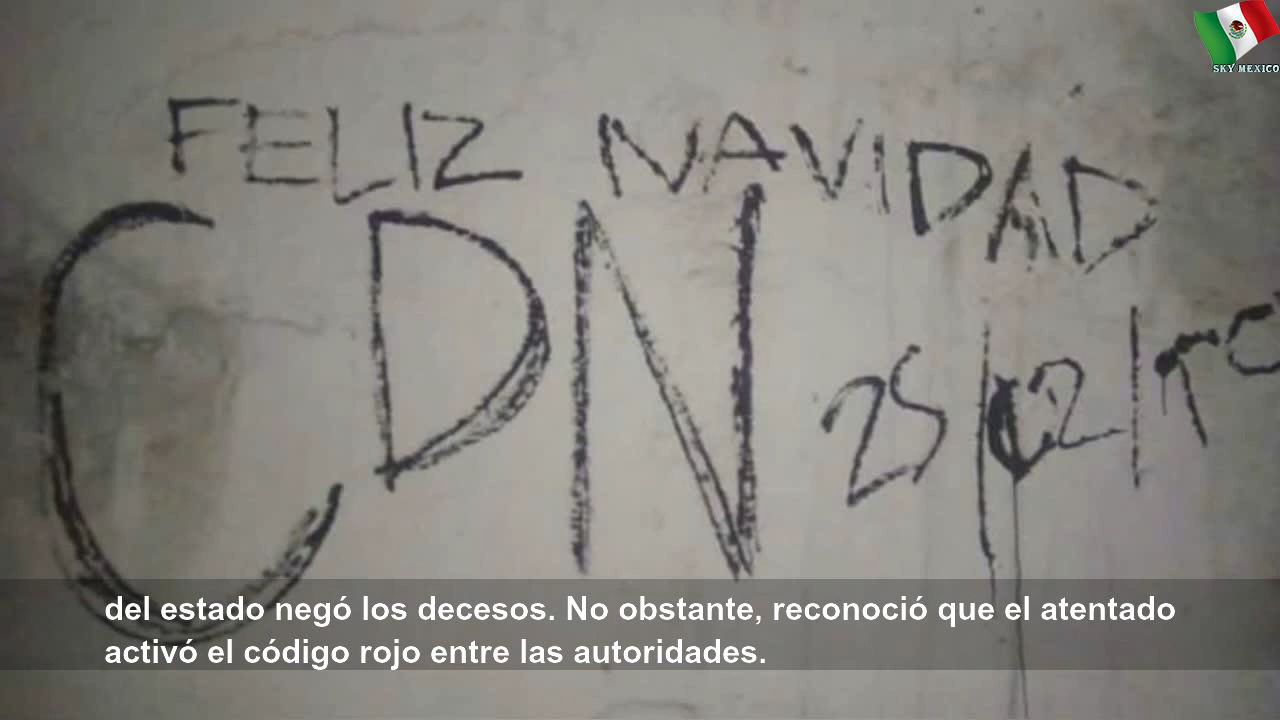 SKY MEXICO
FELIZ NAVIDAD
CDN
25/12/
del estado negó los decesos. No obstante, reconoció que el atentado
activó el código rojo entre las autoridades.